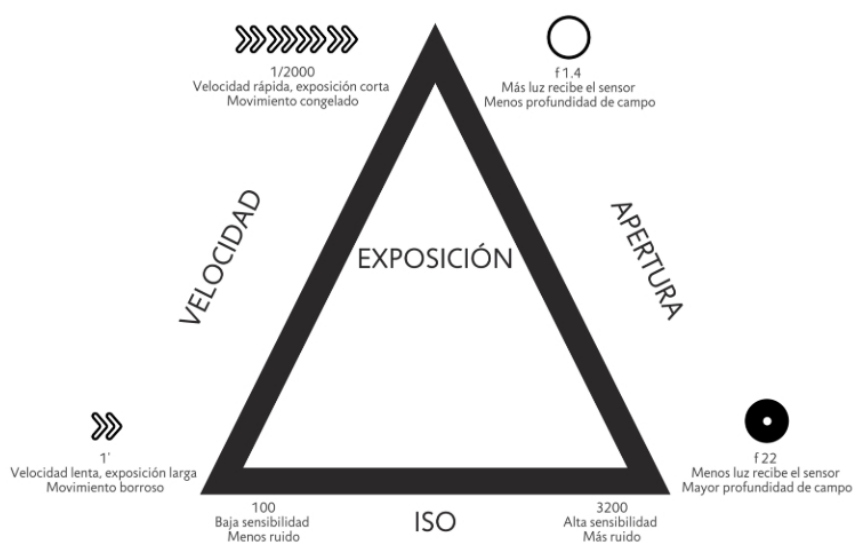 1/2000
Velocidad rápida, exposición corta
Movimiento congelado
f 1.4
Más luz recibe el sensor
Menos profundidad de campo
VELOCIDAD
EXPOSICIÓN
APERTURA
1'
Velocidad lenta, exposición larga
Movimiento borroso
f 22
Menos luz recibe el sensor
Mayor profundidad de campo
100
Baja sensibilidad
Menos ruido
ISO
3200
Alta sensibilidad
Más ruido